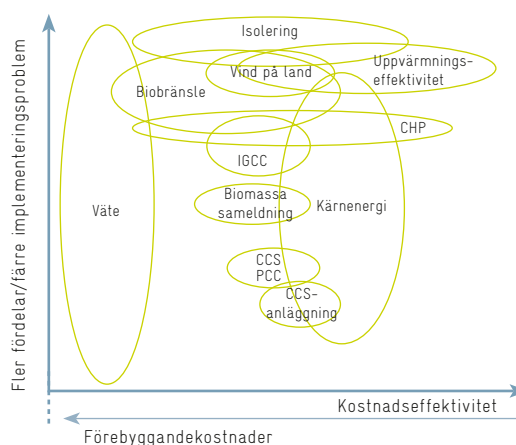 Fler fördelar/färre implementeringsproblem
Isolering
Uppvärmnings-
effektivitet
Vind på land
Biobränsle
CHP
IGCC
Väte
Biomassa
sameldning
Kärnenergi
CCS
PCC
CCS-
anläggning
Kostnadseffektivitet
Förebyggandekostnader